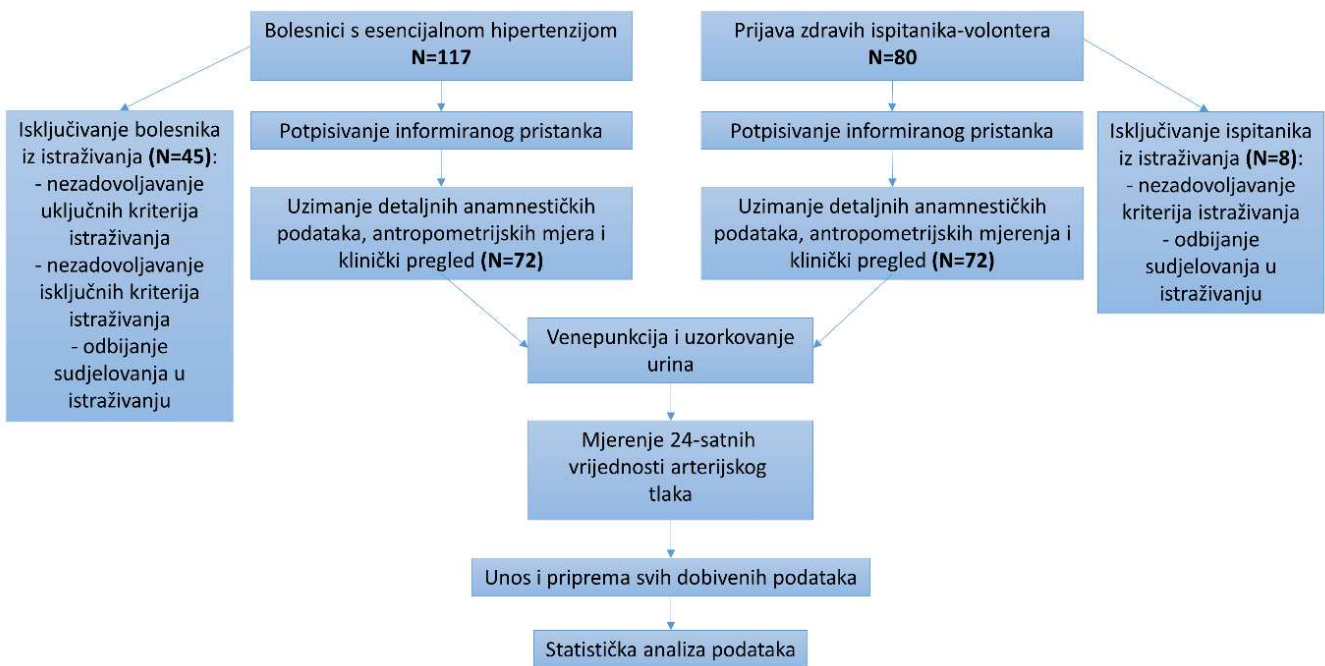 Bolesnici s esencijalnom hipertenzijom
N=117
Prijava zdravih ispitanika-volontera
N=80
Isključivanje bolesnika
iz istraživanja (N=45):
- nezadovoljavanje
uključnih kriterija
istraživanja
- nezadovoljavanje
isključnih kriterija
istraživanja
- odbijanje
sudjelovanja u
istraživanju
Potpisivanje informiranog pristanka
Potpisivanje informiranog pristanka
Isključivanje ispitanika
iz istraživanja (N=8):
- nezadovoljavanje
kriterija istraživanja
- odbijanje
sudjelovanja u
istraživanju
Uzimanje detaljnih anamnestičkih
podataka, antropometrijskih mjera i
klinički pregled (N=72)
Uzimanje detaljnih anamnestičkih
podataka, antropometrijskih mjerenja i
klinički pregled (N=72)
Venepunkcija i uzorkovanje
urina
Mjerenje 24-satnih
vrijednosti arterijskog
tlaka
Unos i priprema svih dobivenih podataka
Statistička analiza podataka